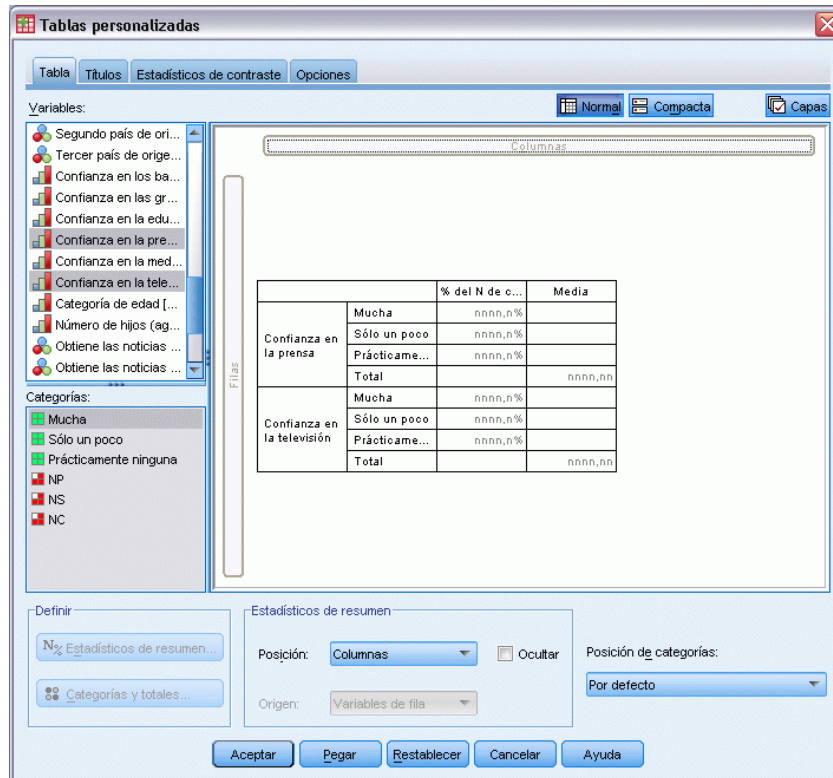 Tablas personalizadas
Tabla
Títulos
Estadísticos de contraste
Opciones
Variables:
Normal
Compacta
Capas
Segundo país de ori...
Tercer país de orige...
Confianza en los ba...
Confianza en las gr...
Confianza en la edu...
Confianza en la pre...
Confianza en la med...
Confianza en la tele...
Categoría de edad [...
Número de hijos (ag...
Obtiene las noticias ...
Obtiene las noticias ...
Categorías:
Mucha
Sólo un poco
Prácticamente ninguna
NP
NS
NC
Columnas
Filas
% del N de c... Media
Confianza en la prensa
Mucha nnnn,n%
Sólo un poco nnnn,n%
Prácticame... nnnn,n%
Total nnnn,nn
Confianza en la televisión
Mucha nnnn,n%
Sólo un poco nnnn,n%
Prácticame... nnnn,n%
Total nnnn,nn
Definir
N% Estadísticos de resumen...
Categorías y totales...
Estadísticos de resumen
Posición: Columnas
Ocultar
Origen: Variables de fila
Posición de categorías:
Por defecto
Aceptar
Pegar
Restablecer
Cancelar
Ayuda